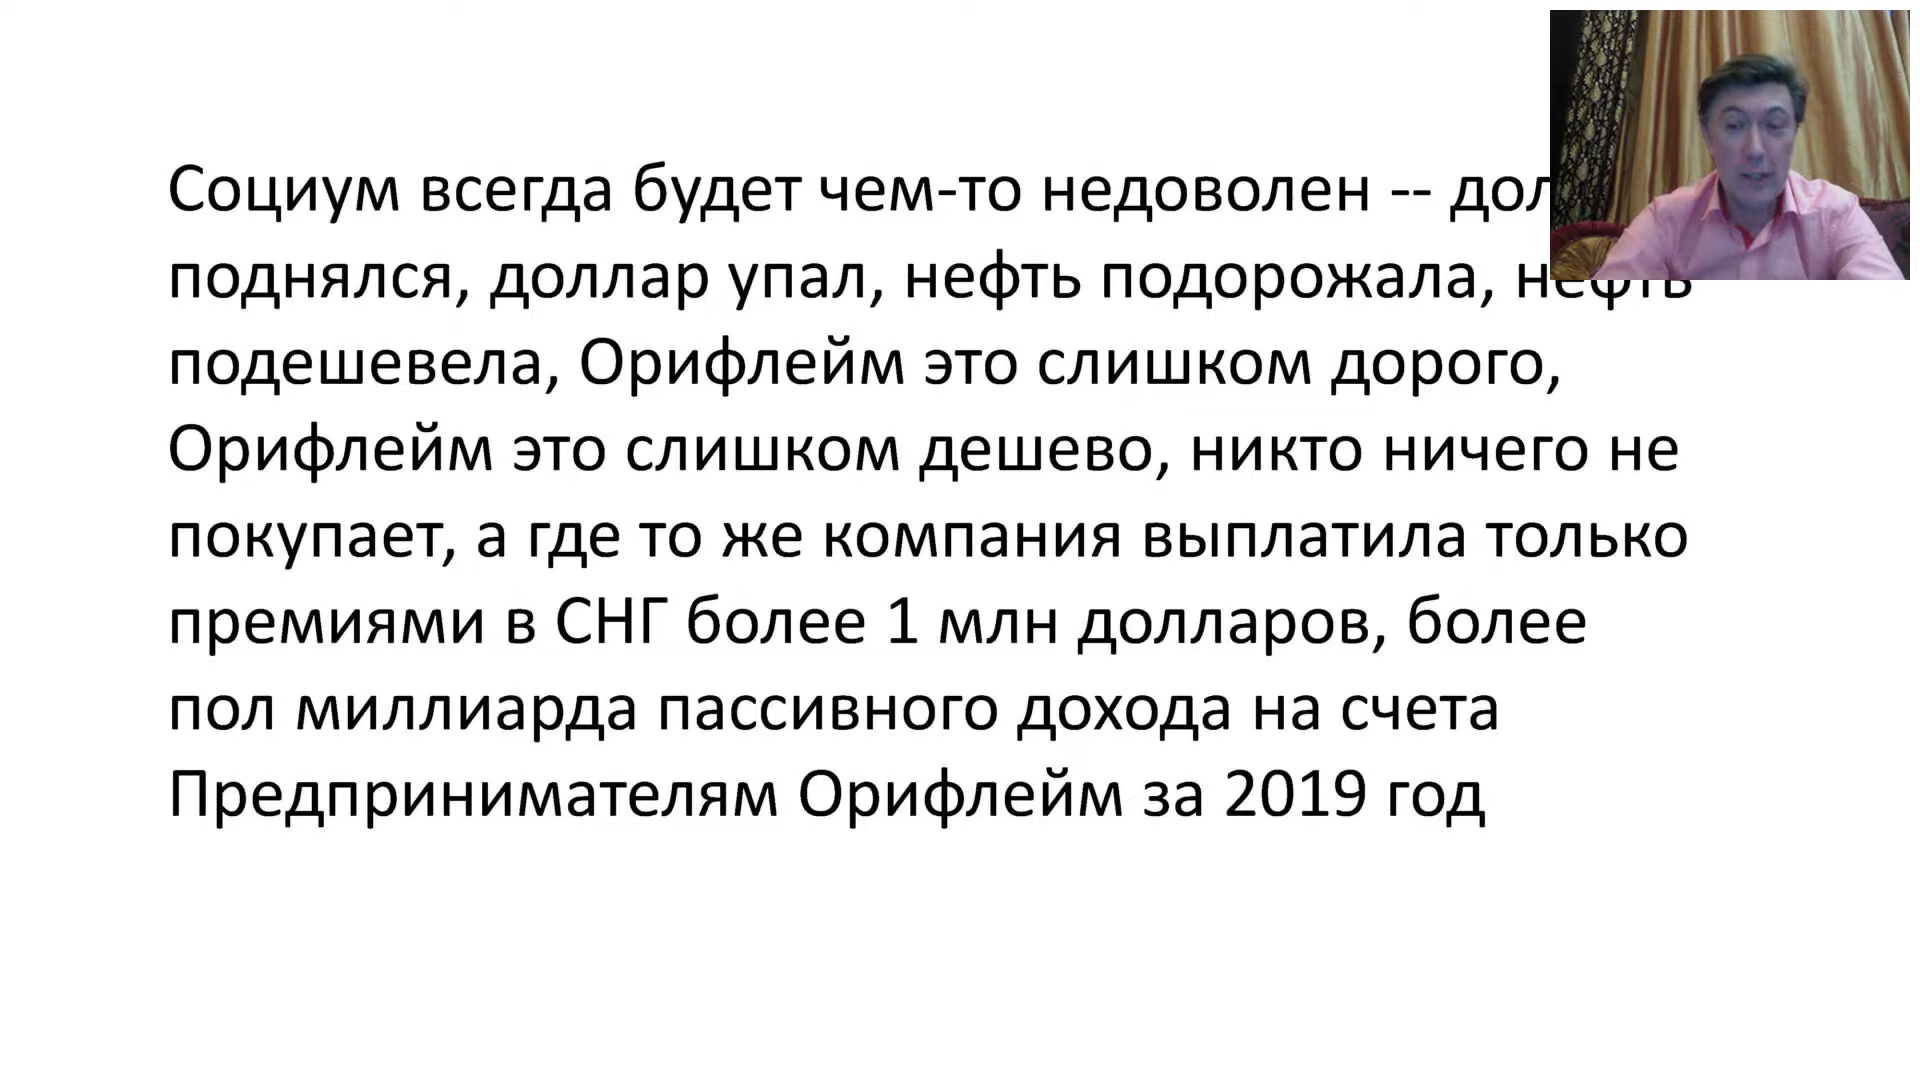 Социум всегда будет чем-то недоволен --
поднялся, доллар упал, нефть подорожала, нефть
подешевела, Орифлейм это слишком дорого,
Орифлейм это слишком дешево, никто ничего не
покупает, а где то же компания выплатила только
премиями в СНГ более 1 млн долларов, более
пол миллиарда пассивного дохода на счета
Предпринимателям Орифлейм за 2019 год